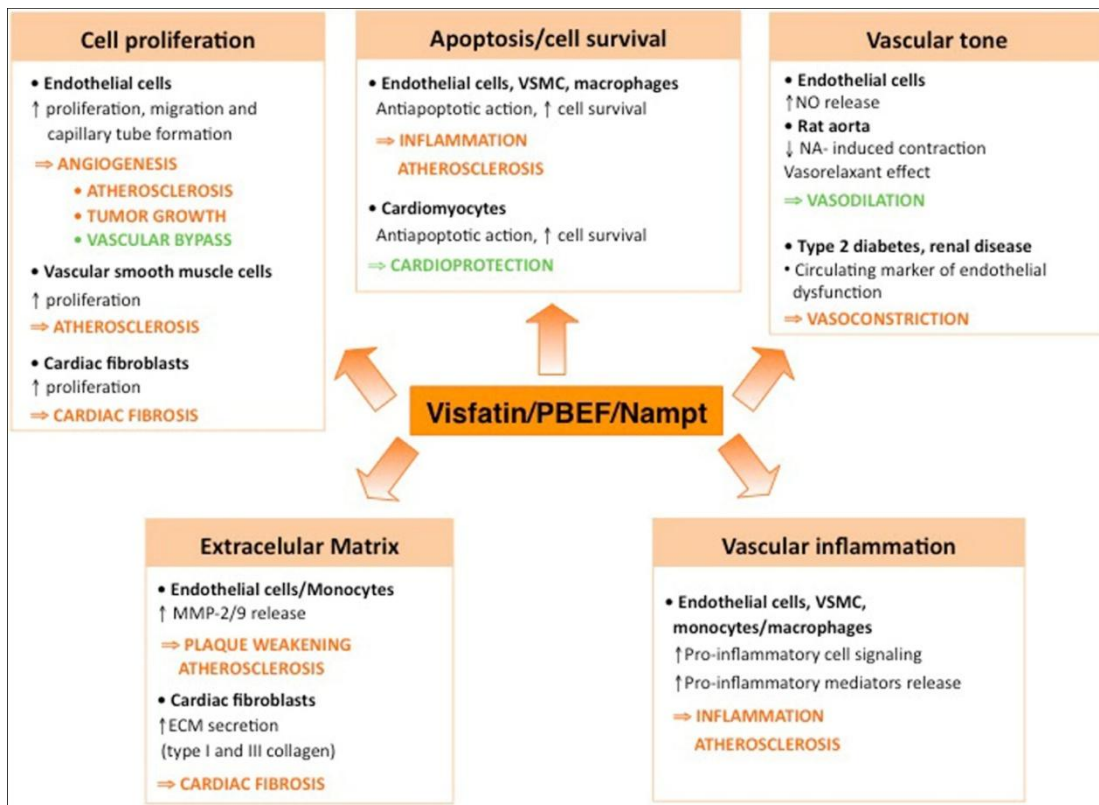 Cell proliferation
• Endothelial cells
↑ proliferation, migration and
capillary tube formation
⇒ ANGIOGENESIS
• ATHEROSCLEROSIS
• TUMOR GROWTH
• VASCULAR BYPASS
• Vascular smooth muscle cells
↑ proliferation
⇒ ATHEROSCLEROSIS
• Cardiac fibroblasts
↑ proliferation
⇒ CARDIAC FIBROSIS
Apoptosis/cell survival
• Endothelial cells, VSMC, macrophages
Antiapoptotic action, ↑ cell survival
⇒ INFLAMMATION
ATHEROSCLEROSIS
• Cardiomyocytes
Antiapoptotic action, ↑ cell survival
⇒ CARDIOPROTECTION
Vascular tone
• Endothelial cells
↑NO release
• Rat aorta
↓ NA- induced contraction
Vasorelaxant effect
⇒ VASODILATION
• Type 2 diabetes, renal disease
• Circulating marker of endothelial
dysfunction
⇒ VASOCONSTRICTION
Visfatin/PBEF/Nampt
Extracelular Matrix
• Endothelial cells/Monocytes
↑ MMP-2/9 release
⇒ PLAQUE WEAKENING
ATHEROSCLEROSIS
• Cardiac fibroblasts
↑ECM secretion
(type I and III collagen)
⇒ CARDIAC FIBROSIS
Vascular inflammation
• Endothelial cells, VSMC,
monocytes/macrophages
↑Pro-inflammatory cell signaling
↑Pro-inflammatory mediators release
⇒ INFLAMMATION
ATHEROSCLEROSIS